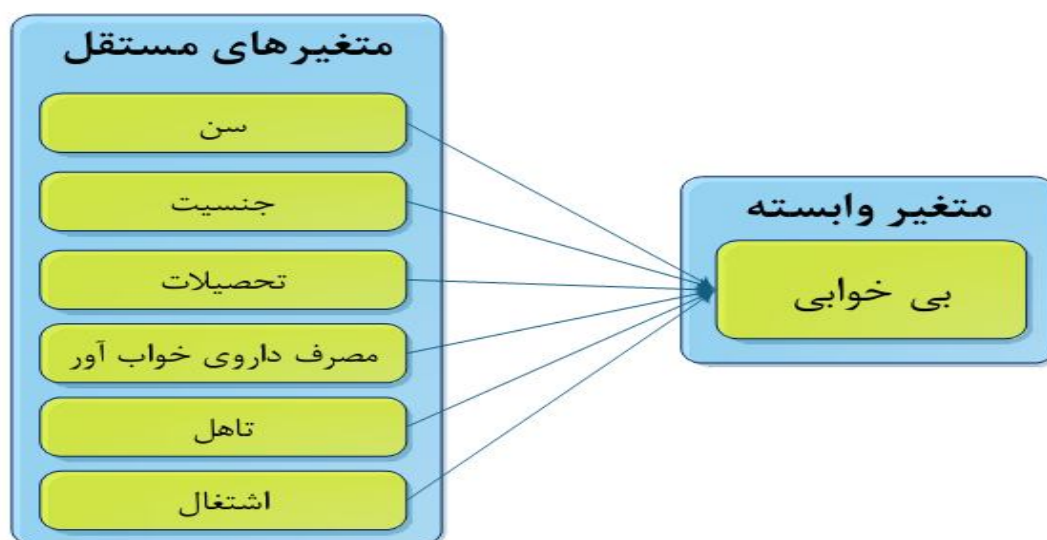 متغیرهای مستقل
سن
جنسیت
تحصیلات
مصرف داروی خواب آور
تاهل
اشتغال
متغیر وابسته
بی خوابی